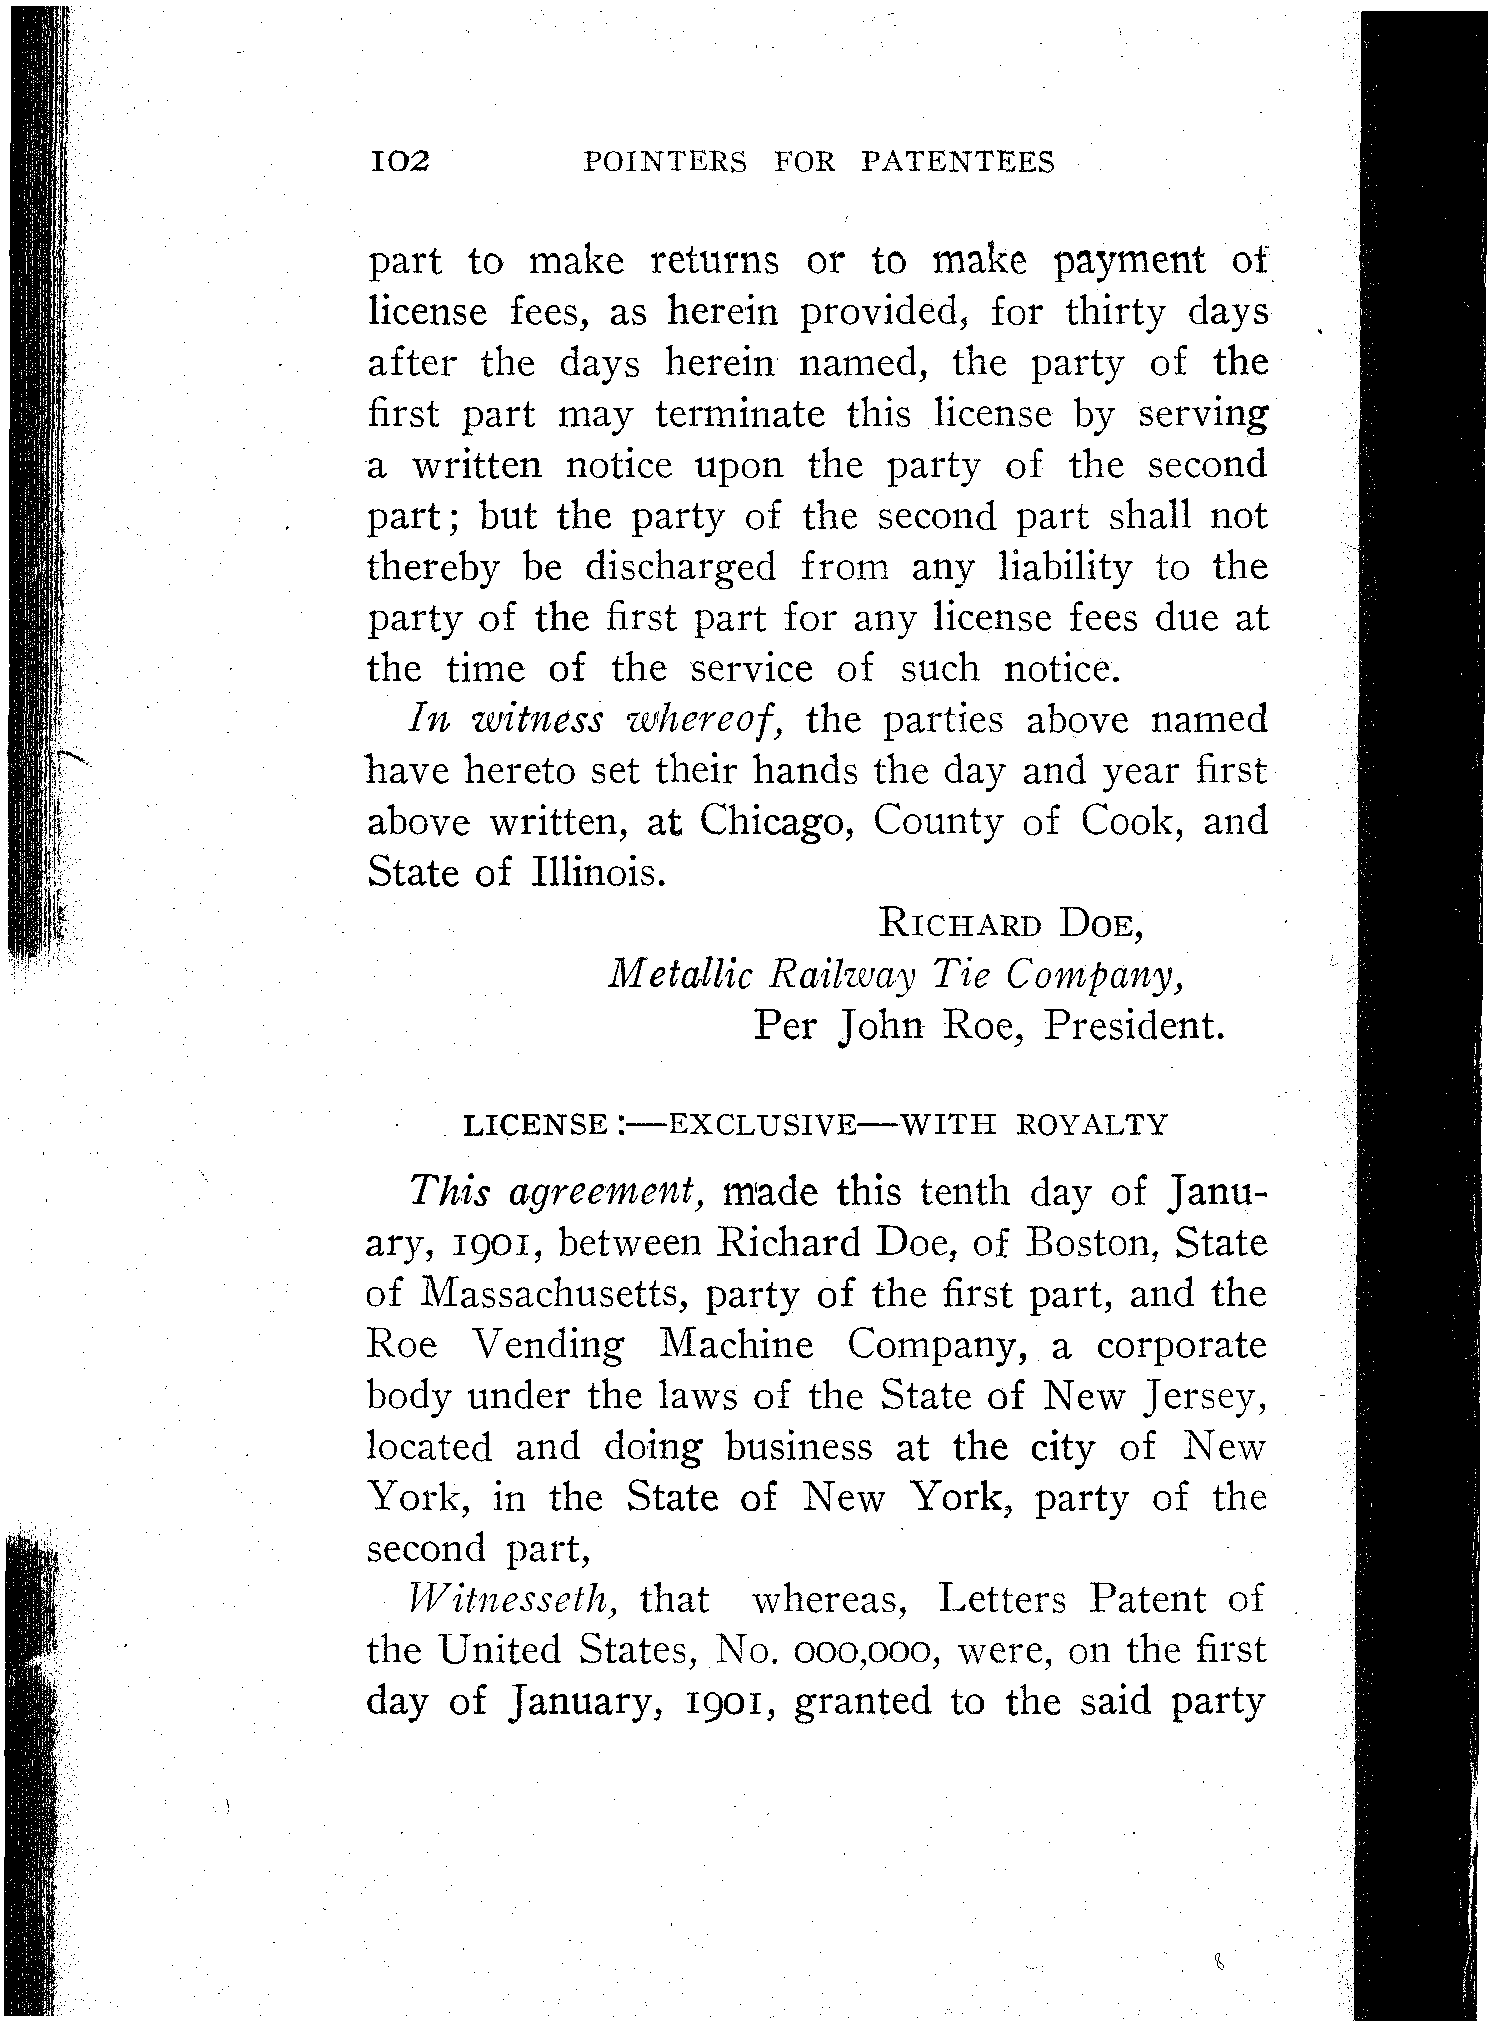 102 POINTERS FOR PATENTEES
part to make returns or to make payment of
license fees, as herein provided, for thirty days
after the days herein named, the party of the
first part may terminate this license by serving
a written notice upon the party of the second
part; but the party of the second part shall not
thereby be discharged from any liability to the
party of the first part for any license fees due at
the time of the service of such notice.
In witness whereof, the parties above named
have hereto set their hands the day and year first
above written, at Chicago, County of Cook, and
State of Illinois.
RICHARD DOE,
Metallic Railway Tie Company,
Per John Roe, President.
LICENSE:—EXCLUSIVE—WITH ROYALTY
This agreement, made this tenth day of Janu-
ary, 1901, between Richard Doe, of Boston, State
of Massachusetts, party of the first part, and the
Roe Vending Machine Company, a corporate
body under the laws of the State of New Jersey,
located and doing business at the city of New
York, in the State of New York, party of the
second part,
Witnesseth, that whereas, Letters Patent of
the United States, No. 000,000, were, on the first
day of January, 1901, granted to the said party